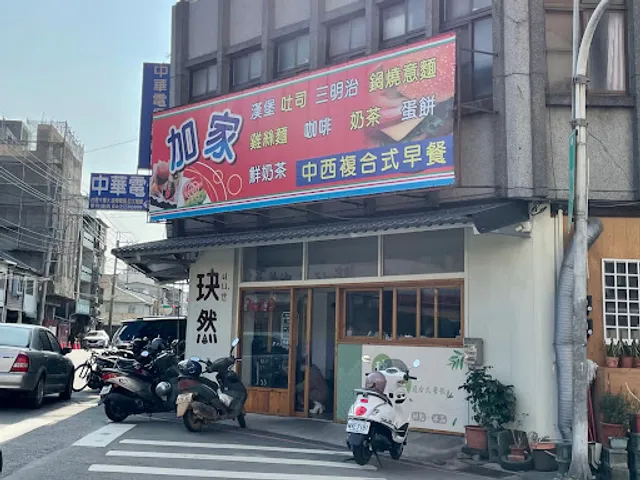 中華電
加家
漢堡 吐司 三明治 鍋燒意麵
雞絲麵 咖啡 奶茶 蛋餅
鮮奶茶 中西複合式早餐
中華電
玦然